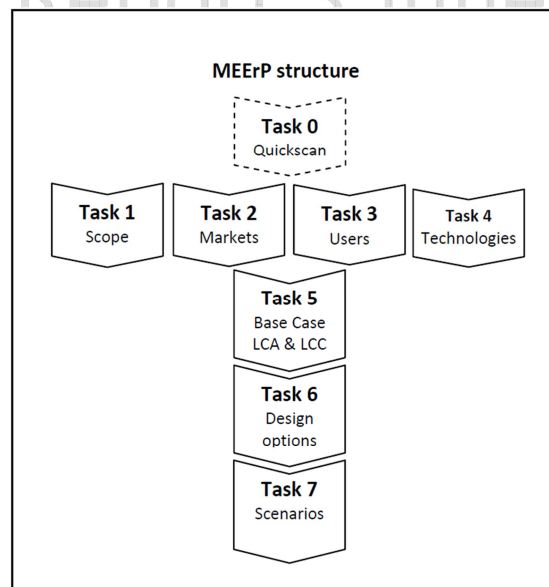 MEErP structure
Task 0
Quickscan
Task 1
Scope
Task 2
Markets
Task 3
Users
Task 4
Technologies
Task 5
Base Case
LCA & LCC
Task 6
Design
options
Task 7
Scenarios